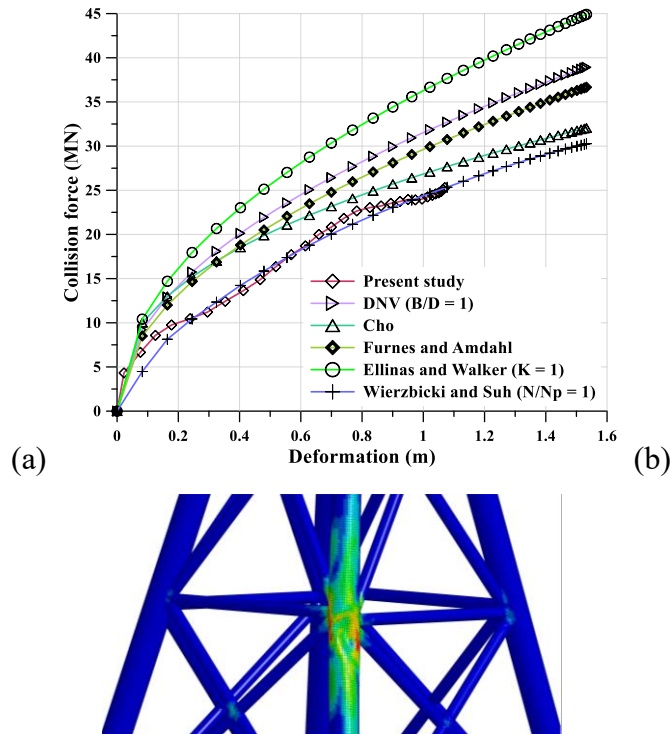 45
40
35
30
25
20
15
10
5
0
Collision force (MN)
Present study
DNV (B/D = 1)
Cho
Furnes and Amdahl
Ellinas and Walker (K = 1)
Wierzbicki and Suh (N/Np = 1)
0 0.2 0.4 0.6 0.8 1 1.2 1.4 1.6
Deformation (m)
(a) (b)